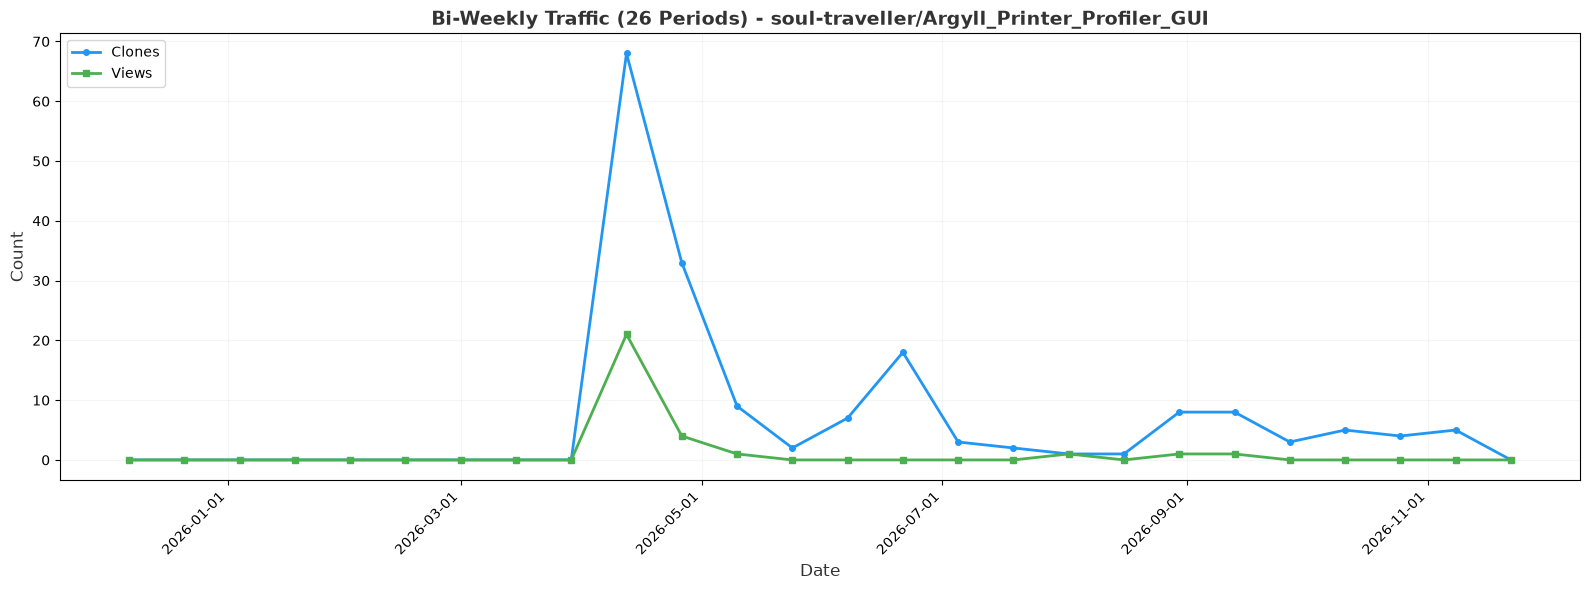 Bi-Weekly Traffic (26 Periods) - soul-traveller/Argyll_Printer_Profiler_GUI
Clones
Views
Count
70
60
50
40
30
20
10
0
2026-01-01
2026-03-01
2026-05-01
2026-07-01
2026-09-01
2026-11-01
Date